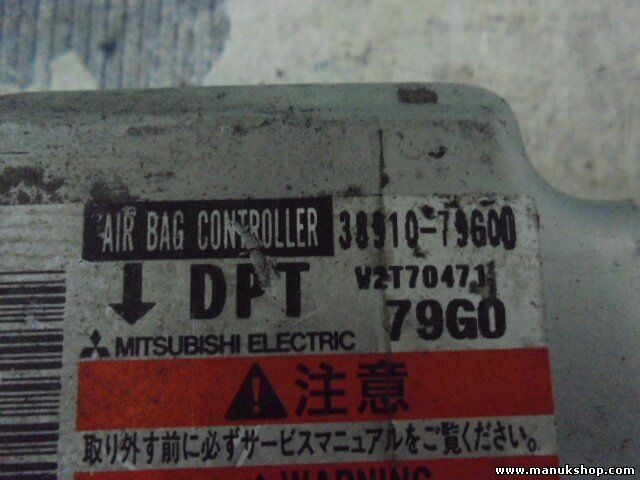 AIR BAG CONTROLLER 38910-79G00
↓ DPT W2T70471
79G0
MITSUBISHI ELECTRIC
注意
取り外す前に必ずサービスマニュアルをご覧ください。
WARNING
www.manukshop.com